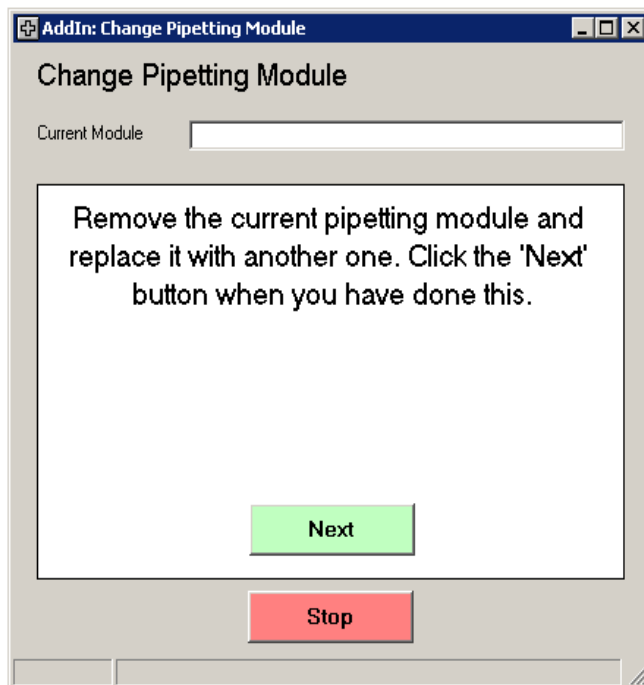 AddIn: Change Pipetting Module
Change Pipetting Module
Current Module
Remove the current pipetting module and
replace it with another one. Click the 'Next'
button when you have done this.
Next
Stop